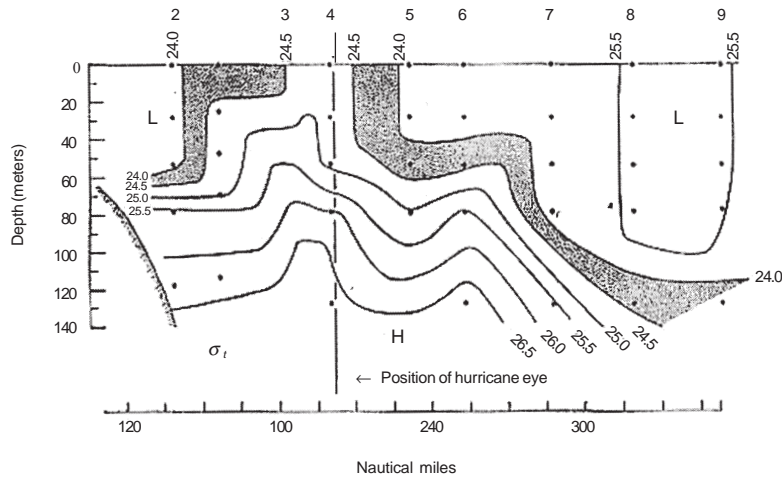 2 3 4 5 6 7 8 9
24.0 24.5 24.5 24.0 25.5 25.5
0
20
40
60
80
100
120
140
Depth (meters)
L L
24.0
24.5
25.0
25.5
24.0
26.5 26.0 25.5 25.0 24.5
H
σt
← Position of hurricane eye
120 100 240 300
Nautical miles